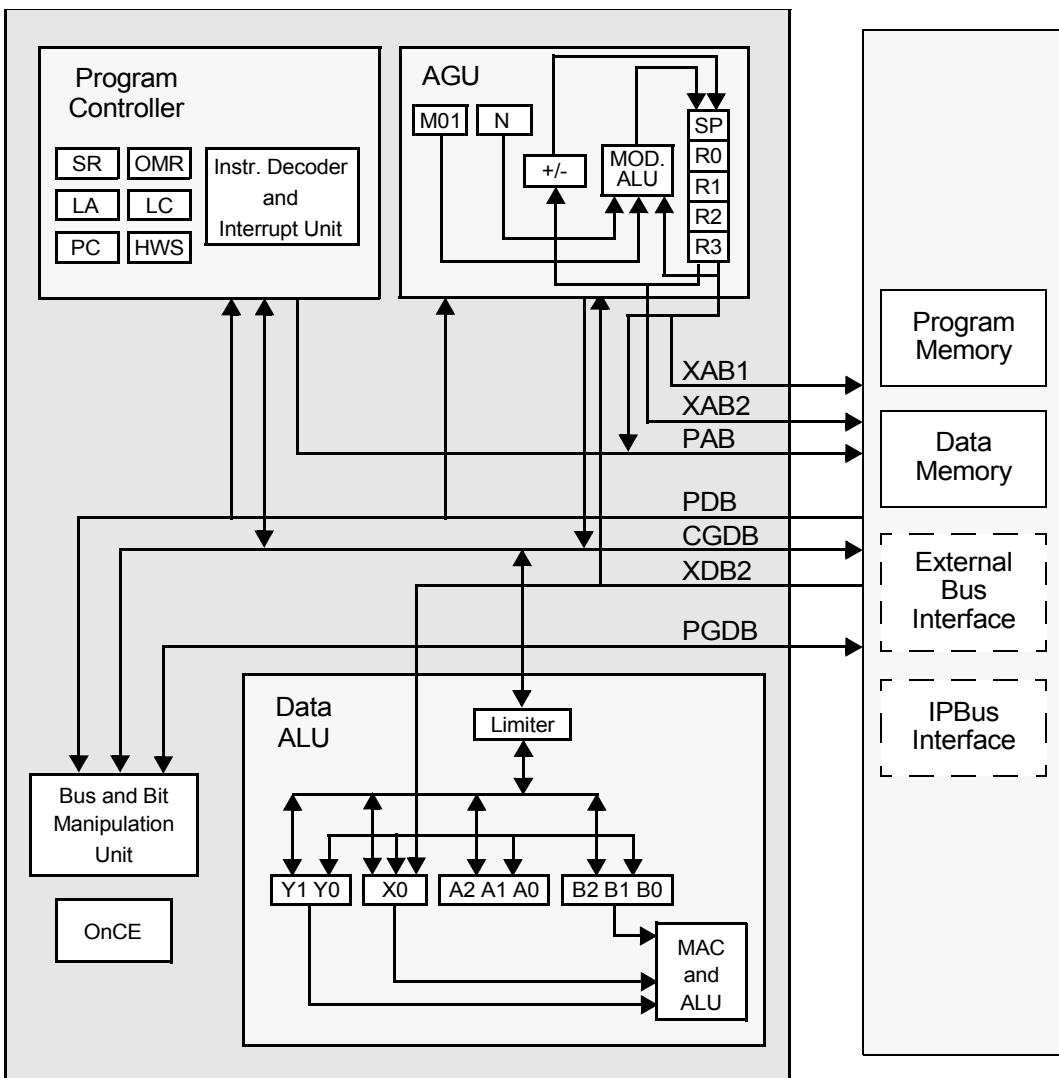 Program
Controller
SR
OMR
LA
LC
PC
HWS
Instr. Decoder
and
Interrupt Unit
AGU
M01
N
+/-
MOD.
ALU
SP
R0
R1
R2
R3
XAB1
XAB2
PAB
PDB
CGDB
XDB2
PGDB
Program
Memory
Data
Memory
External
Bus
Interface
IPBus
Interface
Data
ALU
Limiter
Y1 Y0
X0
A2 A1 A0
B2 B1 B0
MAC
and
ALU
Bus and Bit
Manipulation
Unit
OnCE